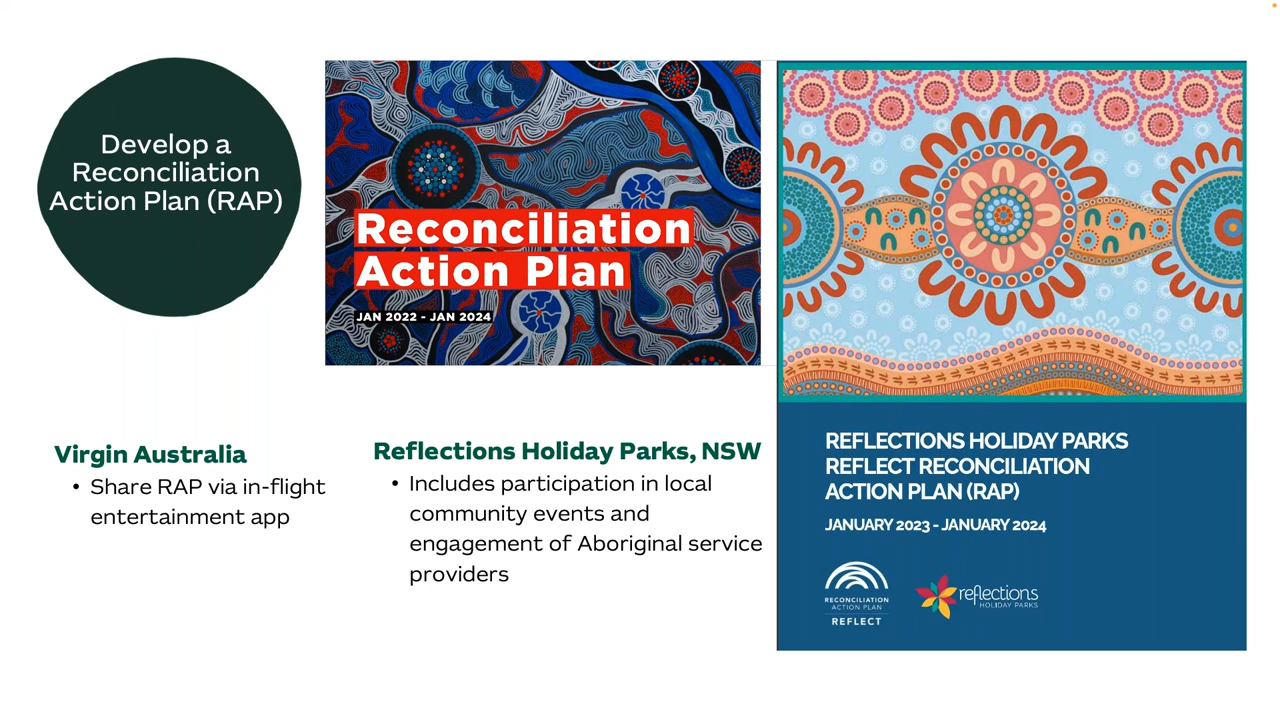 Develop a
Reconciliation
Action Plan (RAP)
Reconciliation
Action Plan
JAN 2022 - JAN 2024
Virgin Australia
• Share RAP via in-flight
entertainment app
Reflections Holiday Parks, NSW
• Includes participation in local
community events and
engagement of Aboriginal service
providers
REFLECTIONS HOLIDAY PARKS
REFLECT RECONCILIATION
ACTION PLAN (RAP)
JANUARY 2023 - JANUARY 2024
RECONCILIATION
ACTION PLAN
REFLECT
reflections
HOLIDAY PARKS